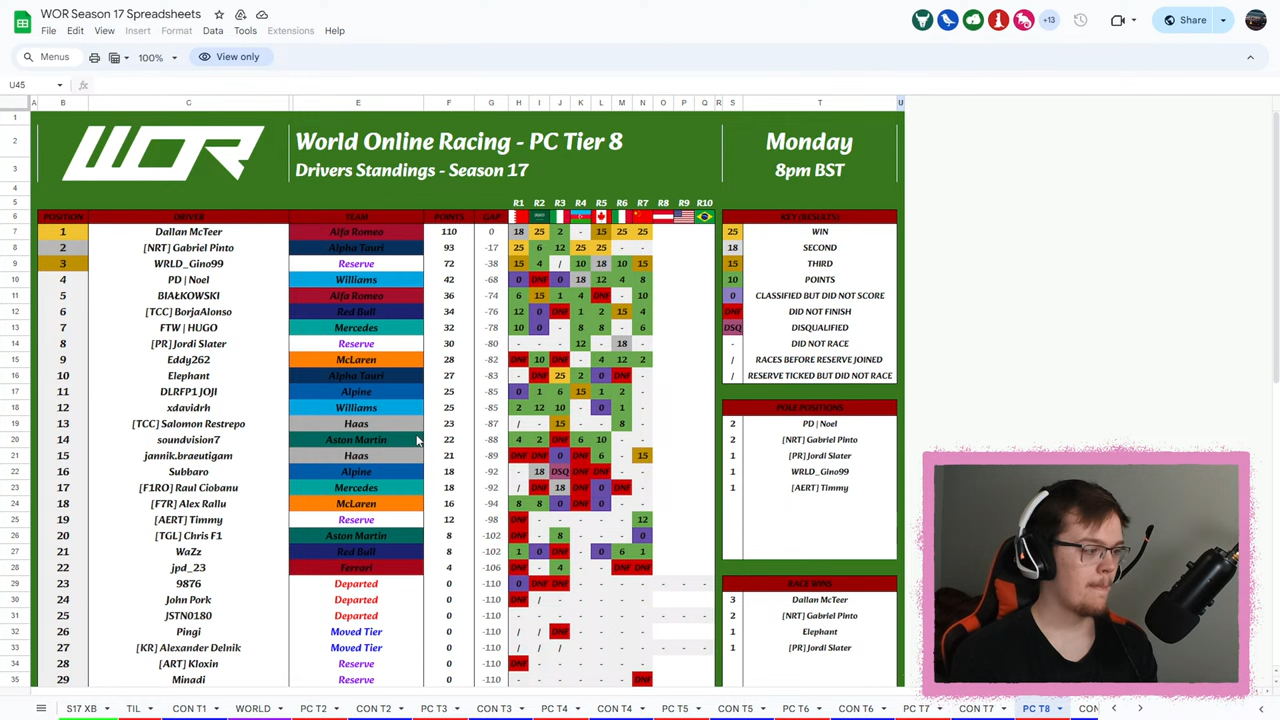 WOR Season 17 Spreadsheets
+13
Share
File Edit View Insert Format Data Tools Extensions Help
Menus 100% View only
U45 fx
A B C E F G H I J K L M N O P Q R S T U
WOR
World Online Racing - PC Tier 8
Drivers Standings - Season 17
Monday
8pm BST
R1 R2 R3 R4 R5 R6 R7 R8 R9 R10
POSITION DRIVER TEAM POINTS GAP
1 Dallan McTeer Alfa Romeo 110 0 18 25 2 - 15 25 25
2 [NRT] Gabriel Pinto Alpha Tauri 93 -17 25 6 12 25 25 - -
3 WRLD_Gino99 Reserve 72 -38 15 4 / 10 18 10 15
4 PD | Noel Williams 42 -68 0 DNF 0 18 12 4 8
5 BIAŁKOWSKI Alfa Romeo 36 -74 6 15 1 4 DNF - 10
6 [TCC] BorjaAlonso Red Bull 34 -76 12 0 DNF 1 2 15 4
7 FTW | HUGO Mercedes 32 -78 10 0 - 8 8 - 6
8 [PR] Jordi Slater Reserve 30 -80 - - - 12 - 18 -
9 Eddy262 McLaren 28 -82 DNF 10 DNF - 4 12 2
10 Elephant Alpha Tauri 27 -83 - DNF 25 2 0 DNF -
11 DLRFP1 JOJI Alpine 25 -85 0 1 6 15 1 2 -
12 xdavidrh Williams 25 -85 2 12 10 - 0 1 -
13 [TCC] Salomon Restrepo Haas 23 -87 / - 15 - - 8 -
14 soundvision7 Aston Martin 22 -88 4 2 DNF 6 10 - -
15 jannik.braeutigam Haas 21 -89 DNF DNF 0 DNF 6 - 15
16 Subbaro Alpine 18 -92 - 18 DSQ DNF DNF - -
17 [F1RO] Raul Ciobanu Mercedes 18 -92 / DNF 18 DNF 0 DNF -
18 [F7R] Alex Rallu McLaren 16 -94 8 8 0 DNF 0 - -
19 [AERT] Timmy Reserve 12 -98 DNF - - - - - 12
20 [TGL] Chris F1 Aston Martin 8 -102 - - 8 - - - 0
21 WaZz Red Bull 8 -102 1 0 DNF - 0 6 1
22 jpd_23 Ferrari 4 -106 - - 4 - - DNF DNF
23 9876 Departed 0 -110 0 DNF DNF - - - - - - -
24 John Pork Departed 0 -110 DNF / - - - - -
25 JSTN0180 Departed 0 -110 - - - - - - - - - -
26 Pingi Moved Tier 0 -110 / / DNF - - - -
27 [KR] Alexander Delnik Moved Tier 0 -110 / / / - - - - - - -
28 [ART] Kloxin Reserve 0 -110 DNF - - - - - -
29 Minadi Reserve 0 -110 - - - - - - DNF
KEY (RESULTS)
25 WIN
18 SECOND
15 THIRD
10 POINTS
0 CLASSIFIED BUT DID NOT SCORE
DNF DID NOT FINISH
DSQ DISQUALIFIED
- DID NOT RACE
/ RACES BEFORE RESERVE JOINED
/ RESERVE TICKED BUT DID NOT RACE
POLE POSITIONS
2 PD | Noel
2 [NRT] Gabriel Pinto
1 [PR] Jordi Slater
1 WRLD_Gino99
1 [AERT] Timmy
RACE WINS
3 Dallan McTeer
2 [NRT] Gabriel Pinto
1 Elephant
1 [PR] Jordi Slater
S17 XB TIL CON T1 WORLD PC T2 CON T2 PC T3 CON T3 PC T4 CON T4 PC T5 CON T5 PC T6 CON T6 PC T7 CON T7 PC T8 CON